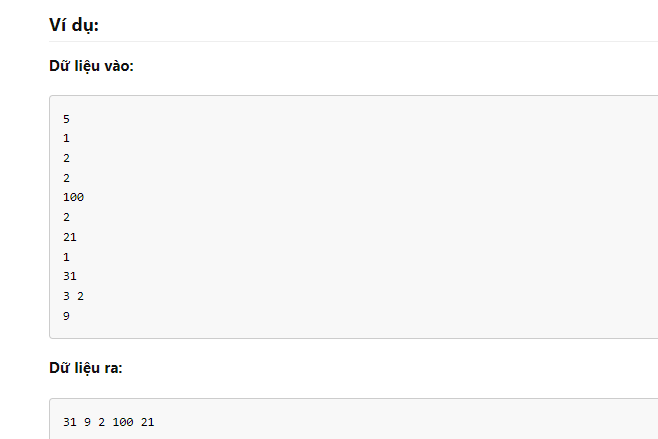 Ví dụ:
Dữ liệu vào:
5
1
2
2
100
2
21
1
31
3 2
9
Dữ liệu ra:
31 9 2 100 21